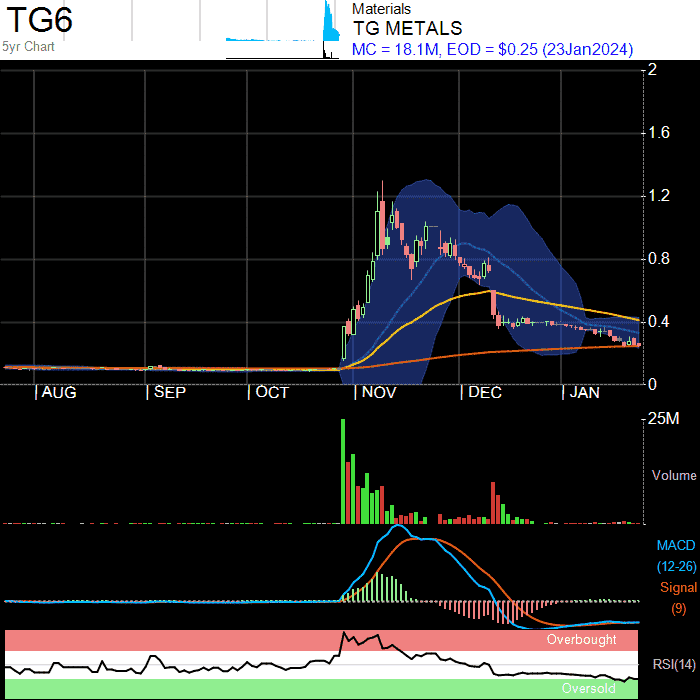 TG6
5yr Chart
Materials
TG METALS
MC = 18.1M, EOD = $0.25 (23Jan2024)
2
1.6
1.2
0.8
0.4
0
AUG SEP OCT NOV DEC JAN
25M
Volume
MACD
(12-26)
Signal
(9)
Overbought
RSI(14)
Oversold